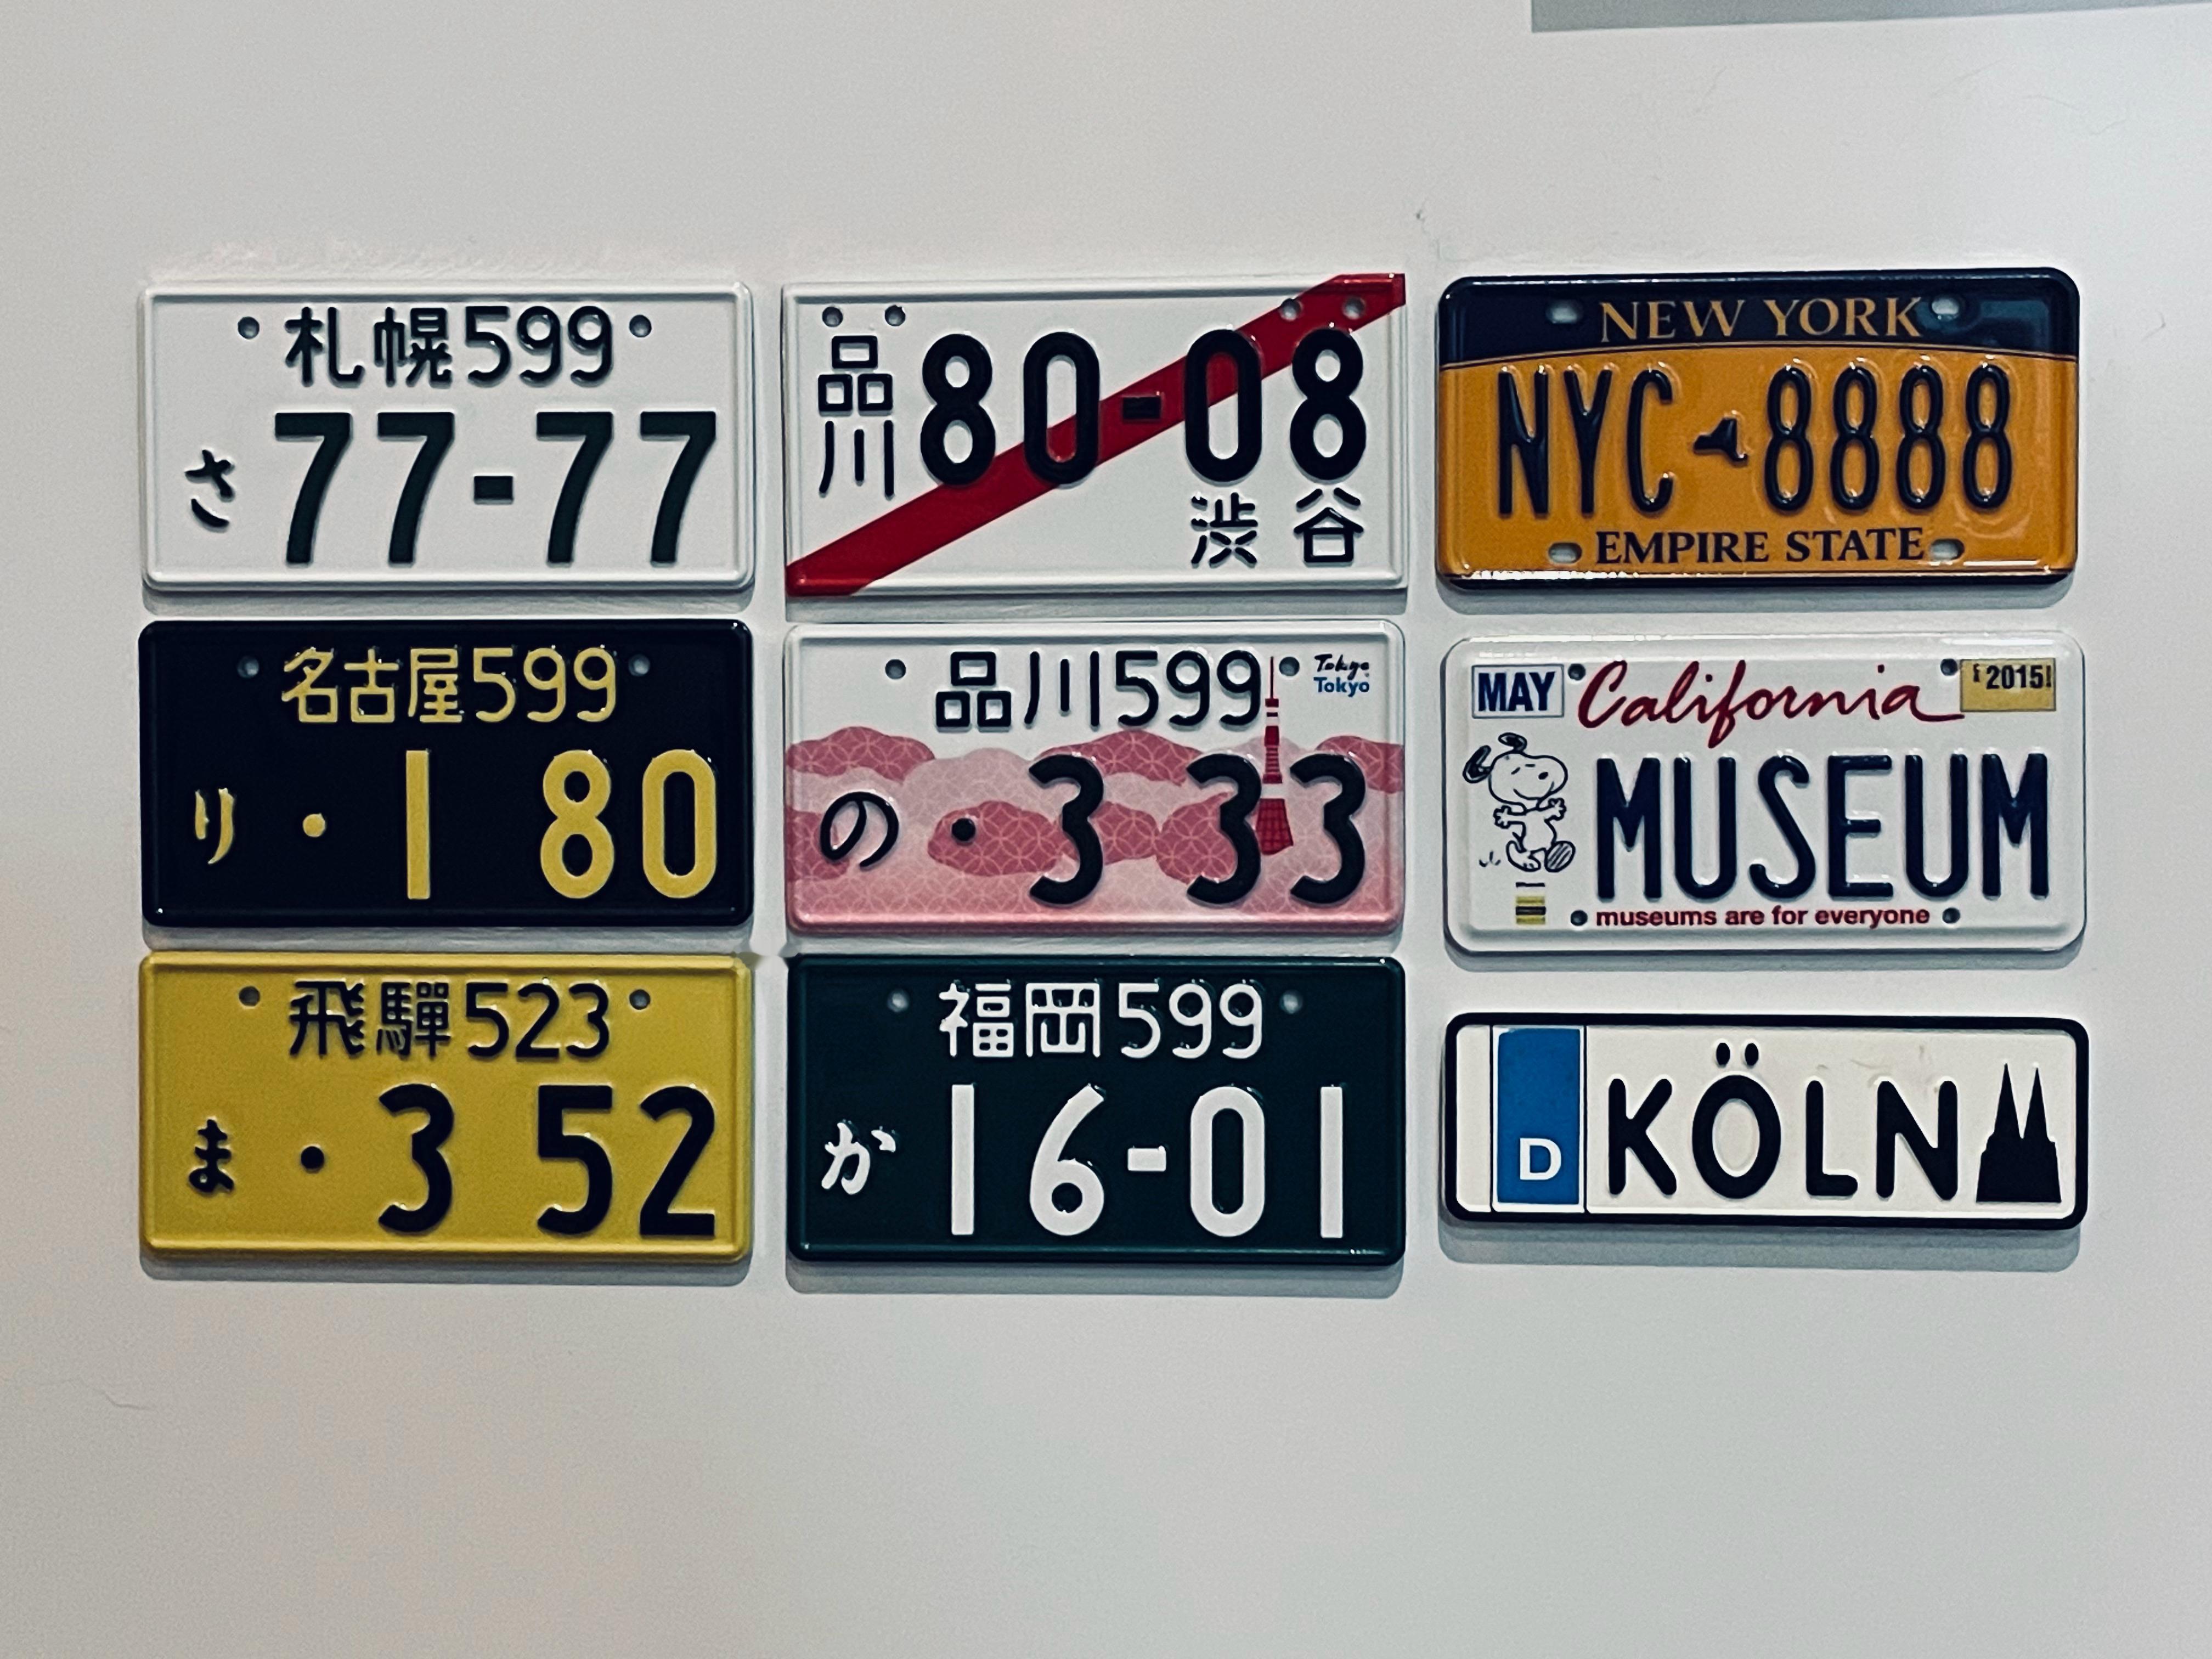 札幌599
さ 77-77
品川 80-08
渋谷
NEW YORK
NYC 8888
EMPIRE STATE
名古屋599
り ・1 80
品川599
Tokyo
Tokyo
の ・3 33
MAY California 2015
MUSEUM
museums are for everyone
飛騨523
ま ・3 52
福岡599
か 16-01
D KÖLN